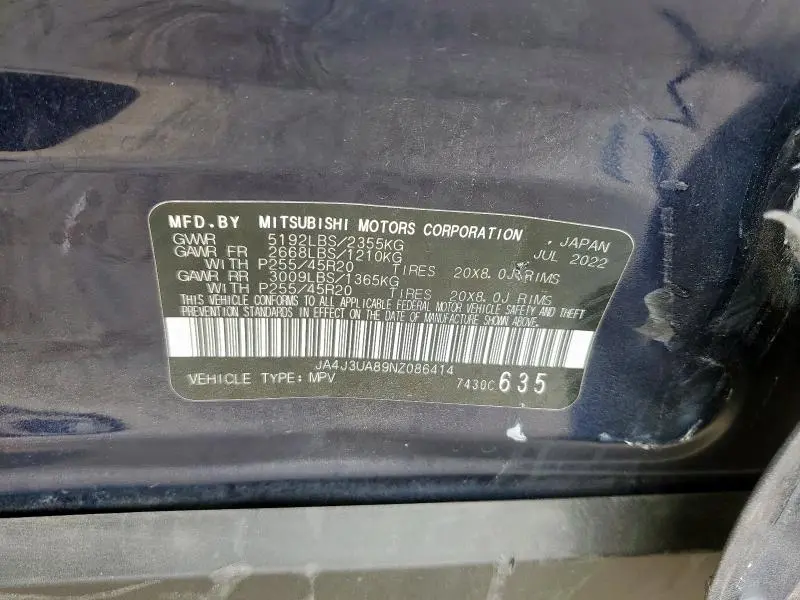 MFD.BY MITSUBISHI MOTORS CORPORATION , JAPAN
GVWR 5192LBS/2355KG JUL 2022
GAWR FR 2668LBS/1210KG
WITH P255/45R20 TIRES 20X8.0J RIMS
GAWR RR 3009LBS/1365KG
WITH P255/45R20 TIRES 20X8.0J RIMS
THIS VEHICLE CONFORMS TO ALL APPLICABLE FEDERAL MOTOR VEHICLE SAFETY AND THEFT
PREVENTION STANDARDS IN EFFECT ON THE DATE OF MANUFACTURE SHOWN ABOVE.
JA4J3UA89NZ086414
VEHICLE TYPE: MPV 7430C 635